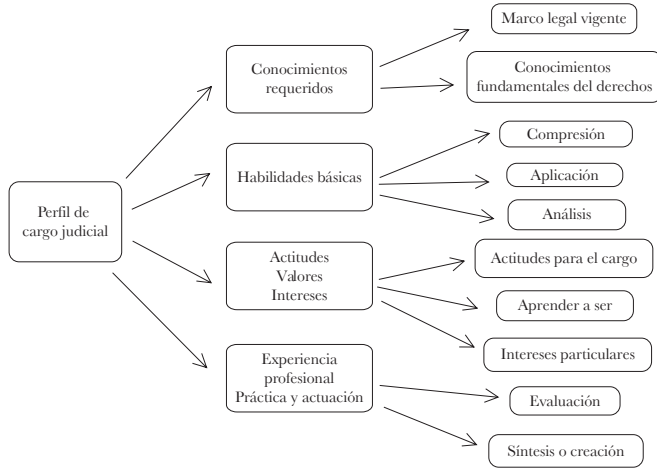 Perfil de
cargo judicial
Conocimientos
requeridos
Marco legal vigente
Conocimientos
fundamentales del derechos
Habilidades básicas
Compresión
Aplicación
Análisis
Actitudes
Valores
Intereses
Actitudes para el cargo
Aprender a ser
Intereses particulares
Experiencia
profesional
Práctica y actuación
Evaluación
Síntesis o creación